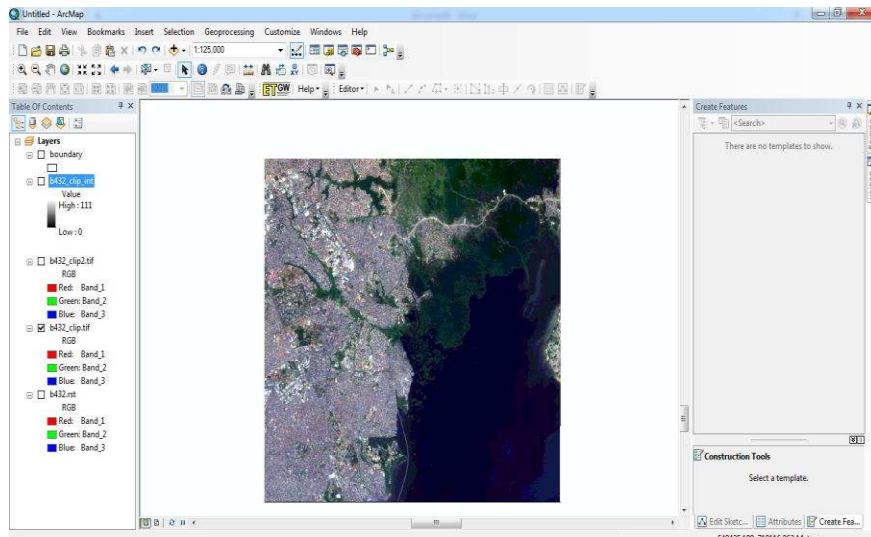 Untitled - ArcMap
File Edit View Bookmarks Insert Selection Geoprocessing Customize Windows Help
1:125,000
ET GW Help Editor
Table Of Contents
Layers
boundary
b432_clip_int
Value
High : 111
Low : 0
b432_clip2.tif
RGB
Red: Band_1
Green: Band_2
Blue: Band_3
b432_clip.tif
RGB
Red: Band_1
Green: Band_2
Blue: Band_3
b432.rst
RGB
Red: Band_1
Green: Band_2
Blue: Band_3
Create Features
<Search>
There are no templates to show.
Construction Tools
Select a template.
Edit Sketc... Attributes Create Fea...